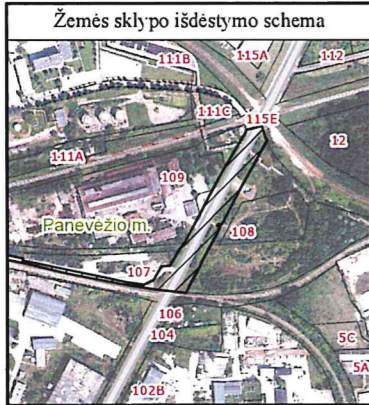 Žemės sklypo išdėstymo schema
111B
115A
112
111C
115E
12
111A
109
Panevėžio m.
108
107
106
104
5C
5A
102B